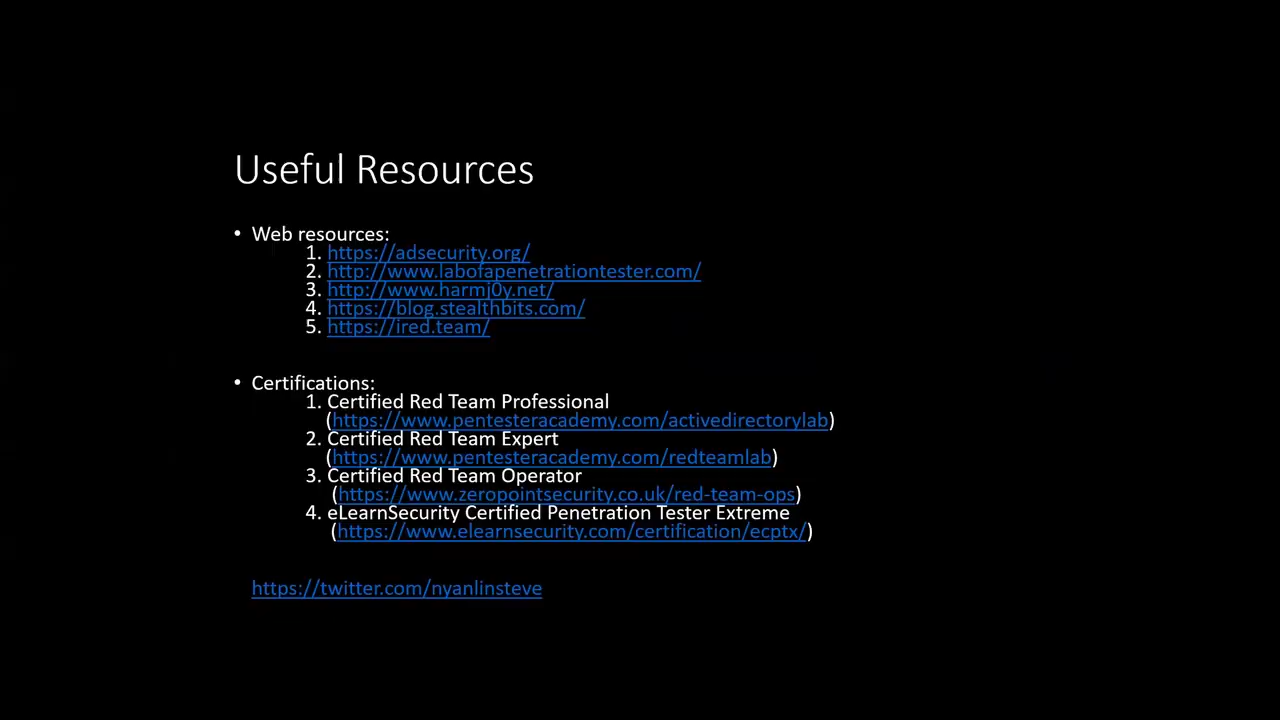 Useful Resources
• Web resources:
1. https://adsecurity.org/
2. http://www.labofapenetrationtester.com/
3. http://www.harmj0y.net/
4. https://blog.stealthbits.com/
5. https://ired.team/
• Certifications:
1. Certified Red Team Professional
(https://www.pentesteracademy.com/activedirectorylab)
2. Certified Red Team Expert
(https://www.pentesteracademy.com/redteamlab)
3. Certified Red Team Operator
(https://www.zeropointsecurity.co.uk/red-team-ops)
4. eLearnSecurity Certified Penetration Tester Extreme
(https://www.elearnsecurity.com/certification/ecptx/)
https://twitter.com/nyanlinsteve